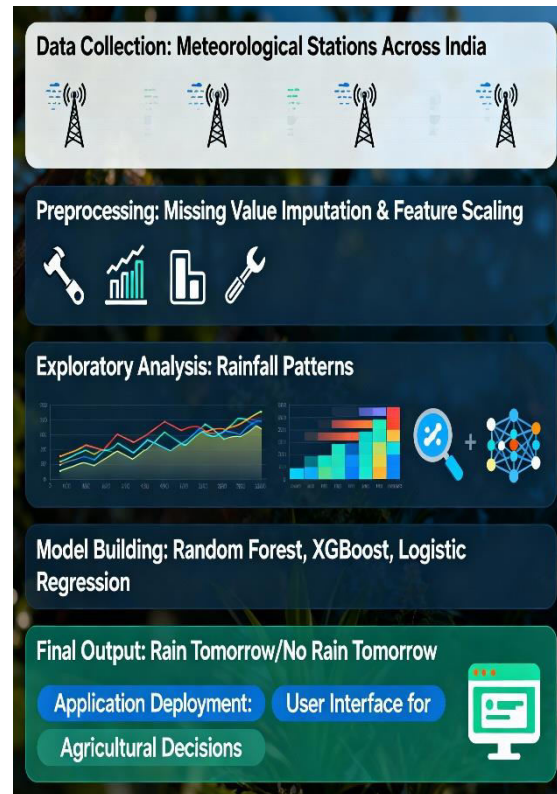 Data Collection: Meteorological Stations Across India
Preprocessing: Missing Value Imputation & Feature Scaling
Exploratory Analysis: Rainfall Patterns
Model Building: Random Forest, XGBoost, Logistic
Regression
Final Output: Rain Tomorrow/No Rain Tomorrow
Application Deployment: User Interface for
Agricultural Decisions